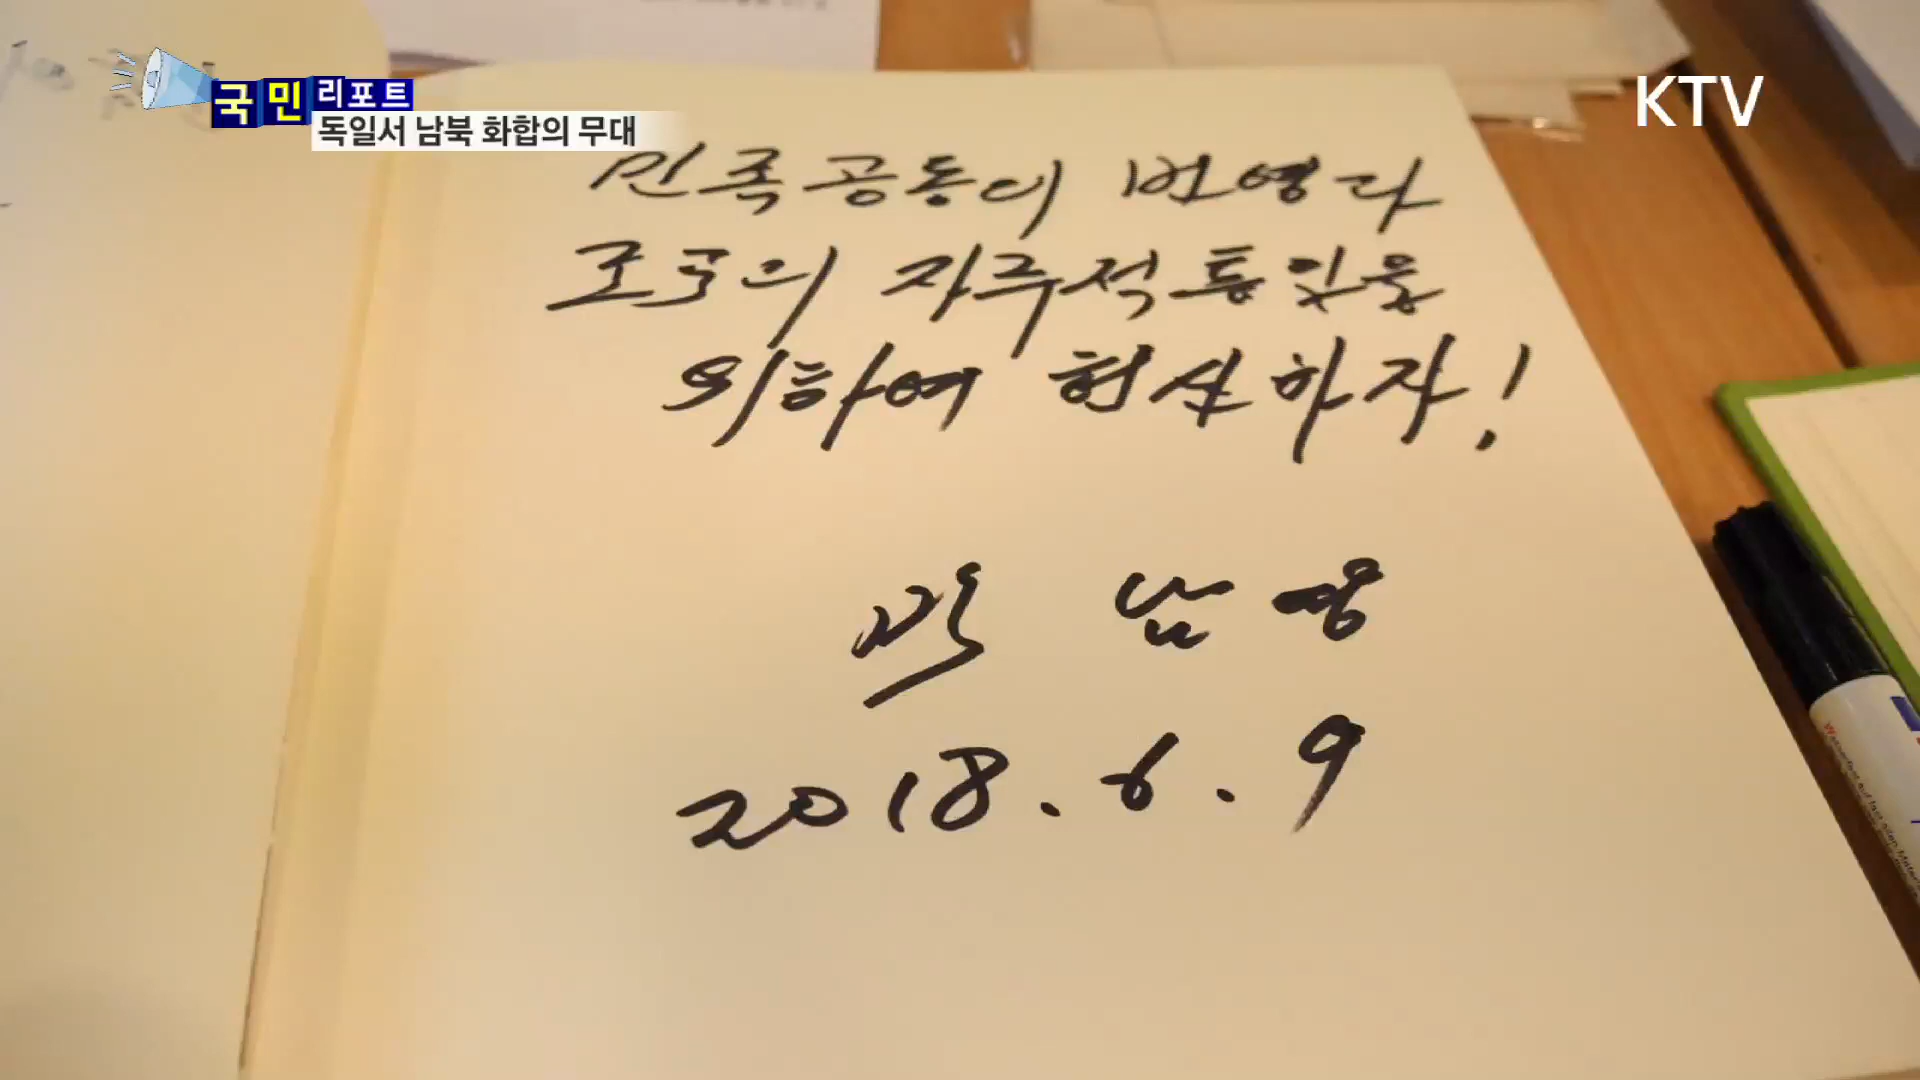 국민 리포트
독일서 남북 화합의 무대
KTV
민족공동의 번영과
조국의 자주적통일을
위하여 헌신하자!
박 남영
2018.6.9